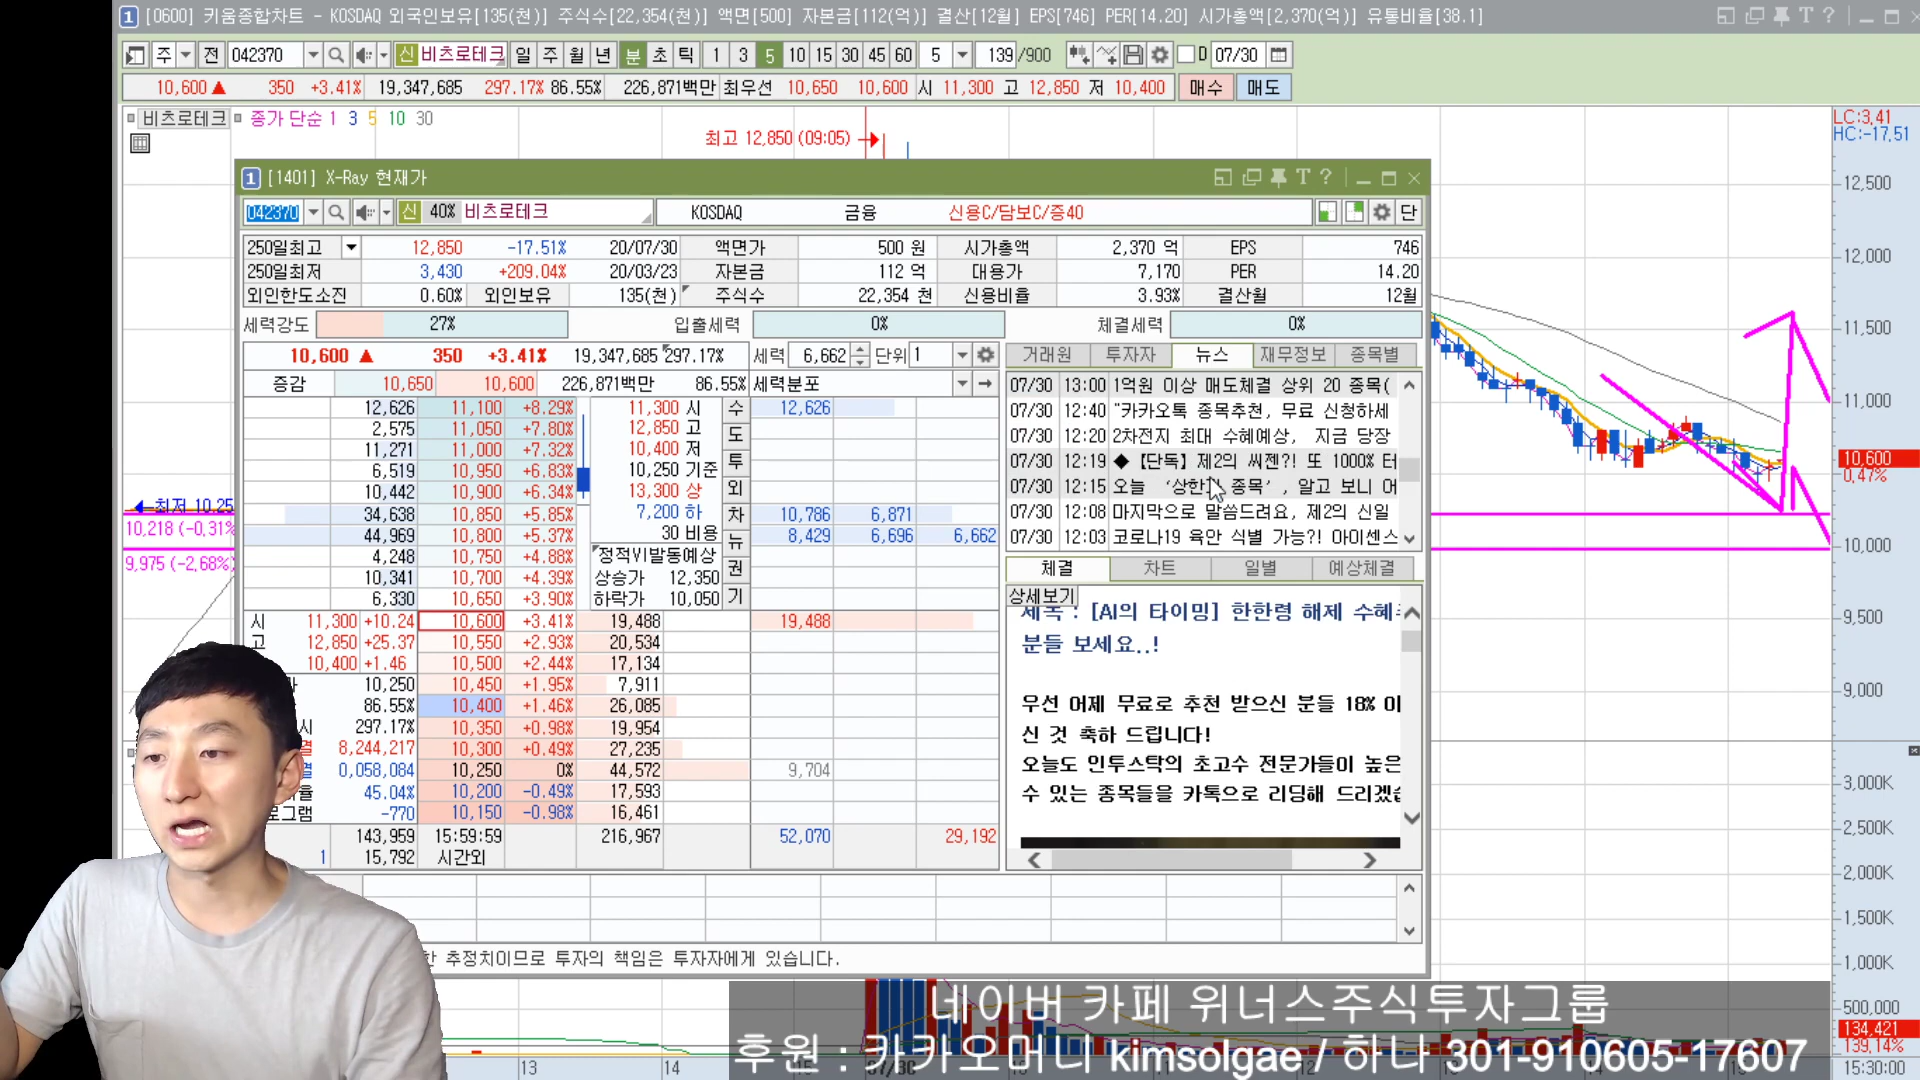 1 [0600] 키움종합차트 - KOSDAQ 외국인보유[135(천)] 주식수[22,354(천)] 액면[500] 자본금[112(억)] 결산[12월] EPS[746] PER[14.20] 시가총액[2,370(억)] 유통비율[38.1]
주 전 042370 신 비츠로테크 일 주 월 년 분 초 틱 1 3 5 10 15 30 45 60 5 139 /900 D 07/30
10,600 ▲ 350 +3.41% 19,347,685 297.17% 86.55% 226,871백만 최우선 10,650 10,600 시 11,300 고 12,850 저 10,400 매수 매도
비츠로테크 종가 단순 1 3 5 10 30
최고 12,850 (09:05)
LC:3,41
HC:-17,51
1 [1401] X-Ray 현재가
042370 신 40% 비츠로테크 KOSDAQ 금융 신용C/담보C/증40 단
250일최고 12,850 -17.51% 20/07/30 액면가 500 원 시가총액 2,370 억 EPS 746
250일최저 3,430 +209.04% 20/03/23 자본금 112 억 대용가 7,170 PER 14.20
외인한도소진 0.60% 외인보유 135(천) 주식수 22,354 천 신용비율 3.93% 결산월 12월
세력강도 27% 입출세력 0% 체결세력 0%
10,600 ▲ 350 +3.41% 19,347,685 297.17% 세력 6,662 단위 1
증감 10,650 10,600 226,871백만 86.55% 세력분포
12,626 11,100 +8.29% 11,300 시 수 12,626
2,575 11,050 +7.80% 12,850 고 도
11,271 11,000 +7.32% 10,400 저
6,519 10,950 +6.83% 10,250 기준 투
10,442 10,900 +6.34% 13,300 상 외
34,638 10,850 +5.85% 7,200 하 차 10,786 6,871
44,969 10,800 +5.37% 30 비용 뉴 8,429 6,696 6,662
4,248 10,750 +4.88% 정적VI발동예상
10,341 10,700 +4.39% 상승가 12,350 권
6,330 10,650 +3.90% 하락가 10,050 기
시 11,300 +10.24 10,600 +3.41% 19,488 19,488
고 12,850 +25.37 10,550 +2.93% 20,534
10,400 +1.46 10,500 +2.44% 17,134
10,250 10,450 +1.95% 7,911
86.55% 10,400 +1.46% 26,085
시 297.17% 10,350 +0.98% 19,954
8,244,217 10,300 +0.49% 27,235
0,058,084 10,250 0% 44,572 9,704
율 45.04% 10,200 -0.49% 17,593
로그램 -770 10,150 -0.98% 16,461
143,959 15:59:59 216,967 52,070 29,192
1 15,792 시간외
거래원 투자자 뉴스 재무정보 종목별
07/30 13:00 1억원 이상 매도체결 상위 20 종목(
07/30 12:40 "카카오톡 종목추천, 무료 신청하세
07/30 12:20 2차전지 최대 수혜예상, 지금 당장
07/30 12:19 ◆【단독】제2의 씨젠?! 또 1000% 터
07/30 12:15 오늘 ‘상한가 종목’, 알고 보니 어
07/30 12:08 마지막으로 말씀드려요, 제2의 신일
07/30 12:03 코로나19 육안 식별 가능?! 아이센스
체결 차트 일별 예상체결
상세보기
제목 : [AI의 타이밍] 한한령 해제 수혜
분들 보세요..!
우선 어제 무료로 추천 받으신 분들 18% 이
신 것 축하 드립니다!
오늘도 인투스탁의 초고수 전문가들이 높은
수 있는 종목들을 카톡으로 리딩해 드리겠습
추정치이므로 투자의 책임은 투자자에게 있습니다.
최저 10,25
10,218 (-0,31%
9,975 (-2,68%)
12,500
12,000
11,500
11,000
10,600
0,47%
10,000
9,500
9,000
3,000K
2,500K
2,000K
1,500K
1,000K
500,000
134,421
139,14%
13 14 07/30 11 12 15:30:00
네이버 카페 위너스주식투자그룹
후원 : 카카오머니 kimsolgae / 하나 301-910605-17607